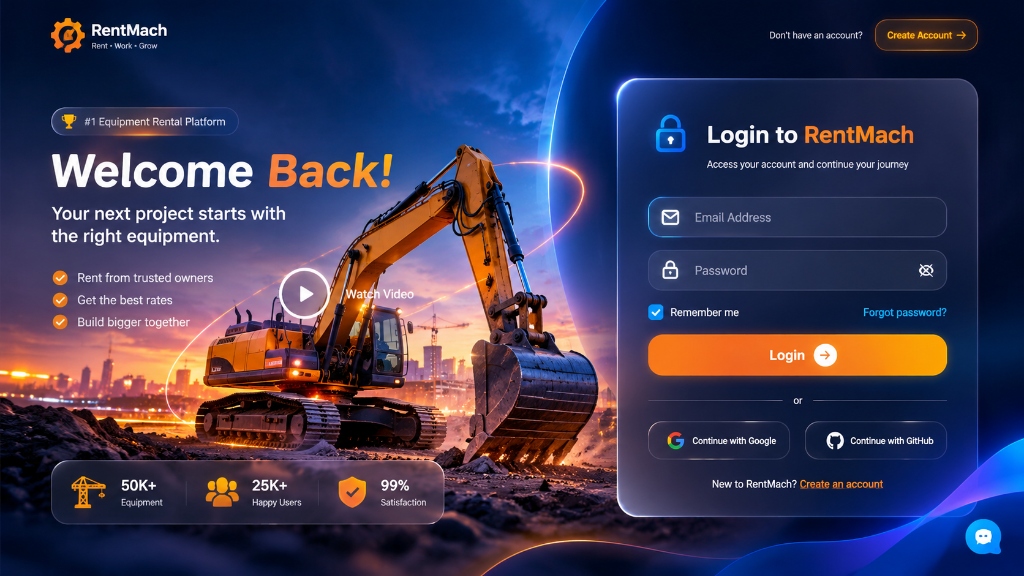 RentMach
Rent • Work • Grow
Don't have an account?
Create Account
#1 Equipment Rental Platform
Welcome Back!
Your next project starts with
the right equipment.
Rent from trusted owners
Get the best rates
Build bigger together
Watch Video
50K+
Equipment
25K+
Happy Users
99%
Satisfaction
Login to RentMach
Access your account and continue your journey
Email Address
Password
Remember me
Forgot password?
Login
or
Continue with Google
Continue with GitHub
New to RentMach? Create an account